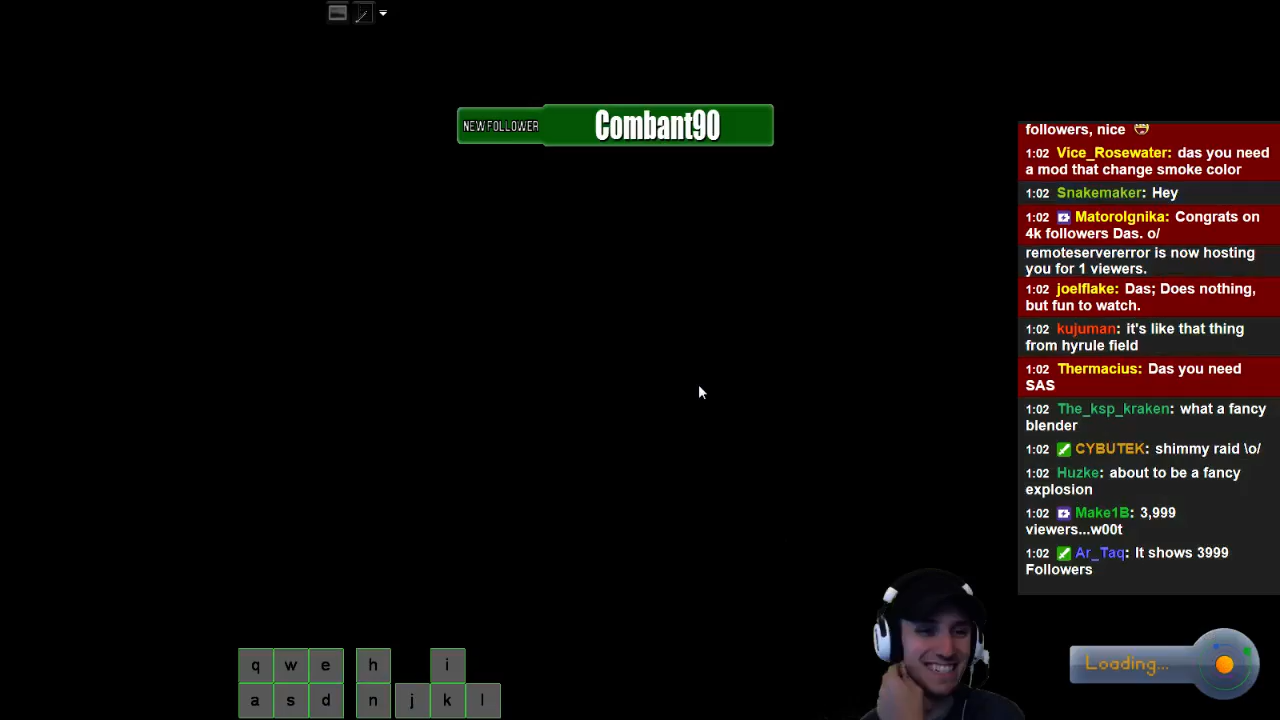 NEW FOLLOWER
Combant90
followers, nice
1:02 Vice_Rosewater: das you need
a mod that change smoke color
1:02 Snakemaker: Hey
1:02 MatoroIgnika: Congrats on
4k followers Das. o/
remoteservererror is now hosting
you for 1 viewers.
1:02 joelflake: Das; Does nothing,
but fun to watch.
1:02 kujuman: it's like that thing
from hyrule field
1:02 Thermacius: Das you need
SAS
1:02 The_ksp_kraken: what a fancy
blender
1:02 CYBUTEK: shimmy raid \o/
1:02 Huzke: about to be a fancy
explosion
1:02 Make1B: 3,999
viewers...w00t
1:02 Ar_Taq: It shows 3999
Followers
Loading...
q w e h i
a s d n j k l